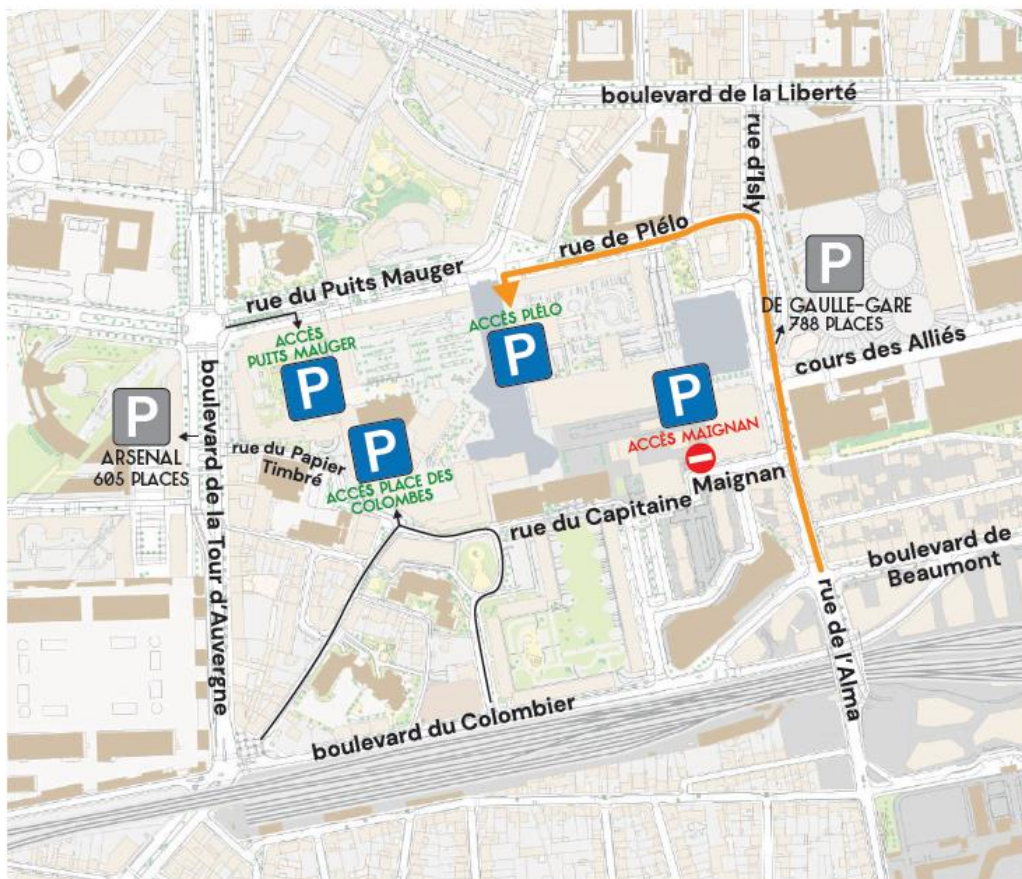 boulevard de la Liberté
rue d'Isly
rue de Plélo
P
rue du Puits Mauger
DE GAULLE-GARE
788 PLACES
ACCÈS PLÉLO
P
ACCÈS
PUITS MAUGER
P
cours des Alliés
P
ACCÈS MAIGNAN
P
ARSENAL
605 PLACES
boulevard de la Tour d'Auvergne
rue du Papier
Timbré
P
ACCÈS PLACE DES
COLOMBES
rue du Capitaine Maignan
boulevard de
Beaumont
rue de l'Alma
boulevard du Colombier